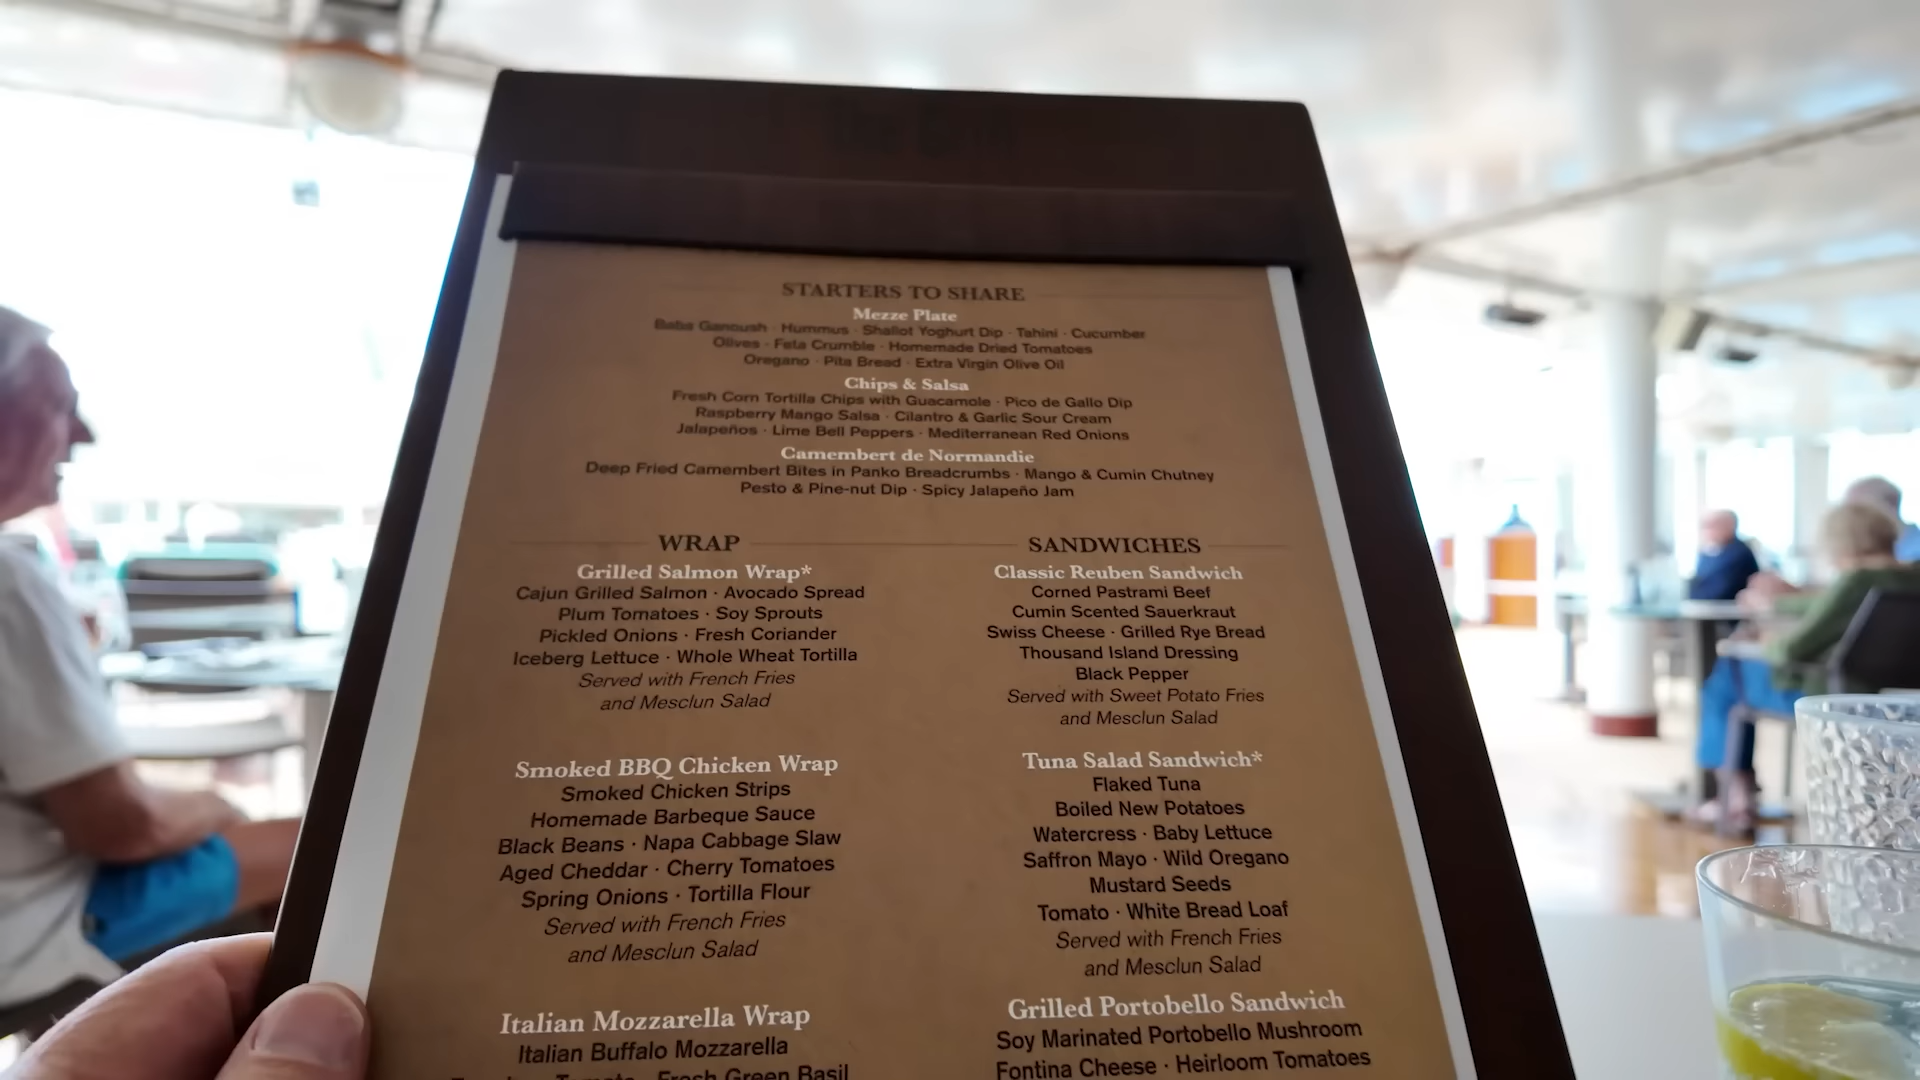 STARTERS TO SHARE
Mezze Plate
Baba Ganoush · Hummus · Shallot Yoghurt Dip · Tahini · Cucumber
Olives · Feta Crumble · Homemade Dried Tomatoes
Oregano · Pita Bread · Extra Virgin Olive Oil
Chips & Salsa
Fresh Corn Tortilla Chips with Guacamole · Pico de Gallo Dip
Raspberry Mango Salsa · Cilantro & Garlic Sour Cream
Jalapeños · Lime Bell Peppers · Mediterranean Red Onions
Camembert de Normandie
Deep Fried Camembert Bites in Panko Breadcrumbs · Mango & Cumin Chutney
Pesto & Pine-nut Dip · Spicy Jalapeño Jam
WRAP
Grilled Salmon Wrap*
Cajun Grilled Salmon · Avocado Spread
Plum Tomatoes · Soy Sprouts
Pickled Onions · Fresh Coriander
Iceberg Lettuce · Whole Wheat Tortilla
Served with French Fries
and Mesclun Salad
Smoked BBQ Chicken Wrap
Smoked Chicken Strips
Homemade Barbeque Sauce
Black Beans · Napa Cabbage Slaw
Aged Cheddar · Cherry Tomatoes
Spring Onions · Tortilla Flour
Served with French Fries
and Mesclun Salad
Italian Mozzarella Wrap
Italian Buffalo Mozzarella
Fresh Green Basil
SANDWICHES
Classic Reuben Sandwich
Corned Pastrami Beef
Cumin Scented Sauerkraut
Swiss Cheese · Grilled Rye Bread
Thousand Island Dressing
Black Pepper
Served with Sweet Potato Fries
and Mesclun Salad
Tuna Salad Sandwich*
Flaked Tuna
Boiled New Potatoes
Watercress · Baby Lettuce
Saffron Mayo · Wild Oregano
Mustard Seeds
Tomato · White Bread Loaf
Served with French Fries
and Mesclun Salad
Grilled Portobello Sandwich
Soy Marinated Portobello Mushroom
Fontina Cheese · Heirloom Tomatoes